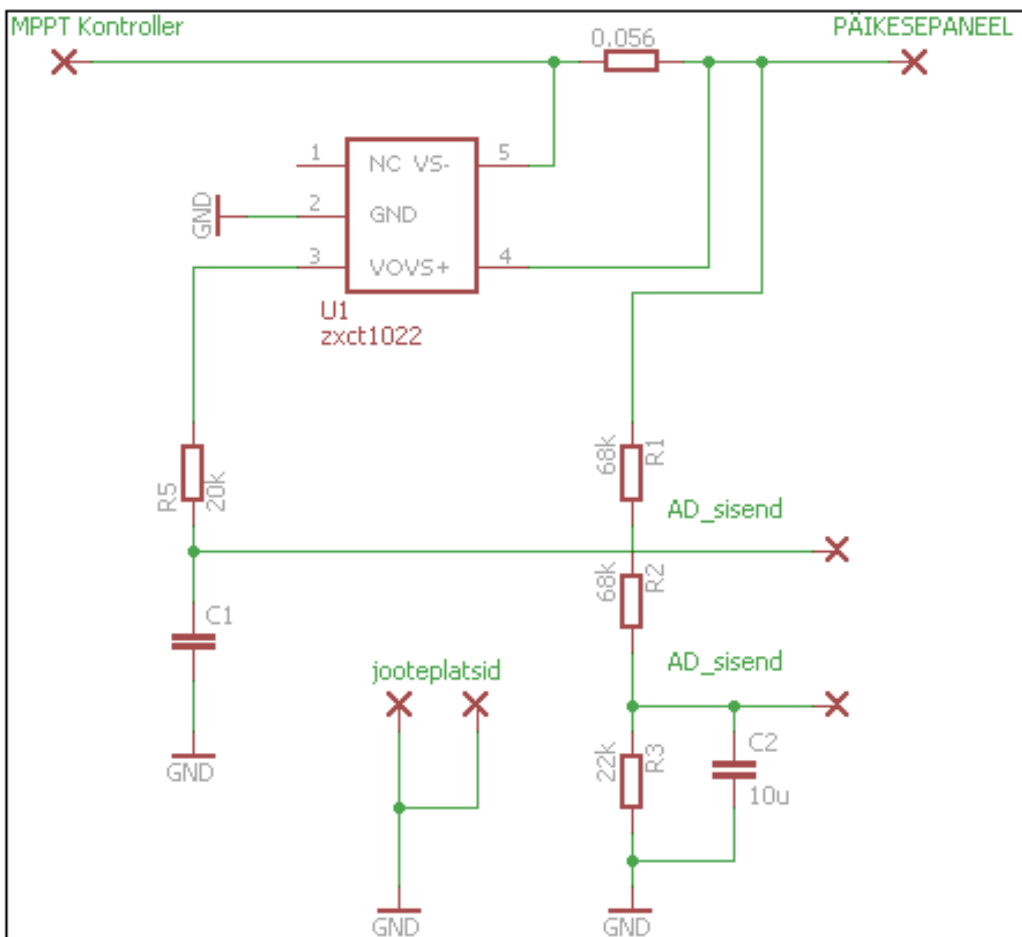 MPPT Kontroller
0.056
PÄIKESEPANEEL
1
NC VS-
5
GND
2
GND
3
VOVS+
4
U1
zxct1022
R5
20k
68k
R1
AD_sisend
68k
R2
C1
AD_sisend
jooteplatsid
22k
R3
C2
10u
GND
GND
GND